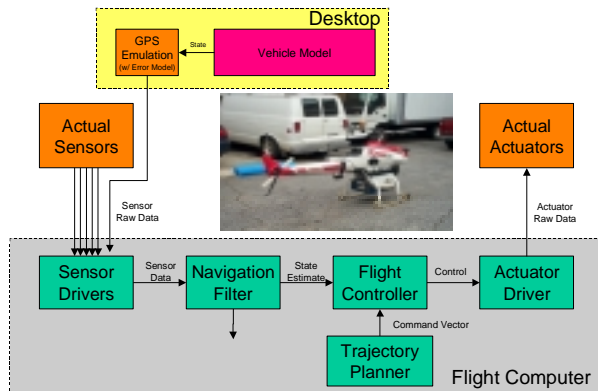 Desktop
GPS
Emulation
(w/ Error Model)
State
Vehicle Model
Actual
Sensors
Actual
Actuators
Sensor
Raw Data
Actuator
Raw Data
Sensor
Drivers
Sensor
Data
Navigation
Filter
State
Estimate
Flight
Controller
Control
Actuator
Driver
Command Vector
Trajectory
Planner
Flight Computer